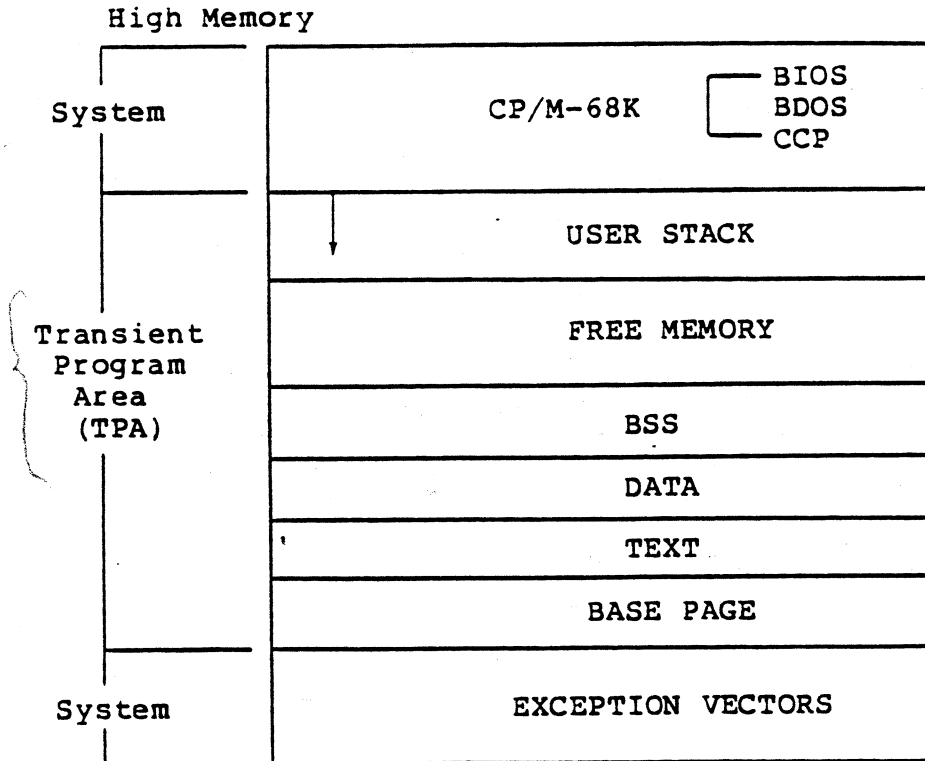 High Memory
System
CP/M-68K
BIOS
BDOS
CCP
USER STACK
FREE MEMORY
Transient
Program
Area
(TPA)
BSS
DATA
TEXT
BASE PAGE
System
EXCEPTION VECTORS